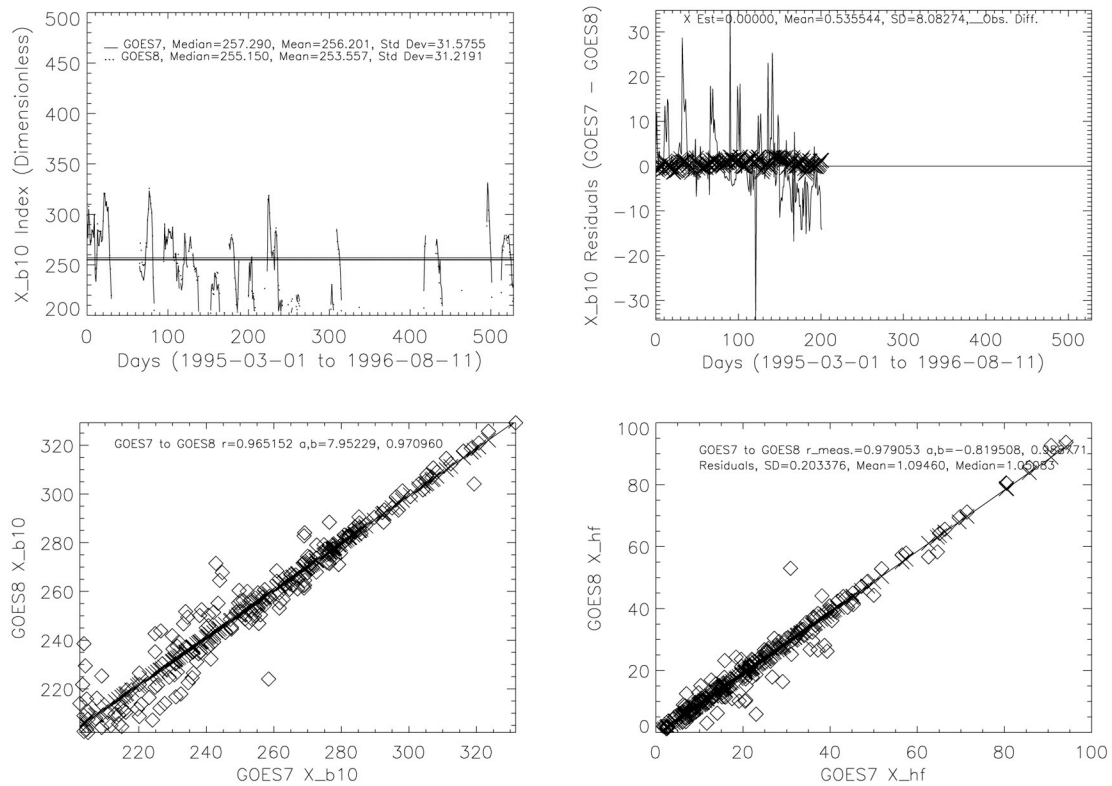 500
450
400
350
300
250
200
X_b10 Index (Dimensionless)
__ GOES7, Median=257.290, Mean=256.201, Std Dev=31.5755
... GOES8, Median=255.150, Mean=253.557, Std Dev=31.2191
0 100 200 300 400 500
Days (1995-03-01 to 1996-08-11)
30
20
10
0
-10
-20
-30
X_b10 Residuals (GOES7 - GOES8)
X Est=0.00000, Mean=0.535544, SD=8.08274,__Obs. Diff.
0 100 200 300 400 500
Days (1995-03-01 to 1996-08-11)
320
300
280
260
240
220
GOES8 X_b10
GOES7 to GOES8 r=0.965152 a,b=7.95229, 0.970960
220 240 260 280 300 320
GOES7 X_b10
100
80
60
40
20
0
GOES8 X_hf
GOES7 to GOES8 r_meas.=0.979053 a,b=-0.819508,
Residuals, SD=0.203376, Mean=1.09460,
0 20 40 60 80 100
GOES7 X_hf